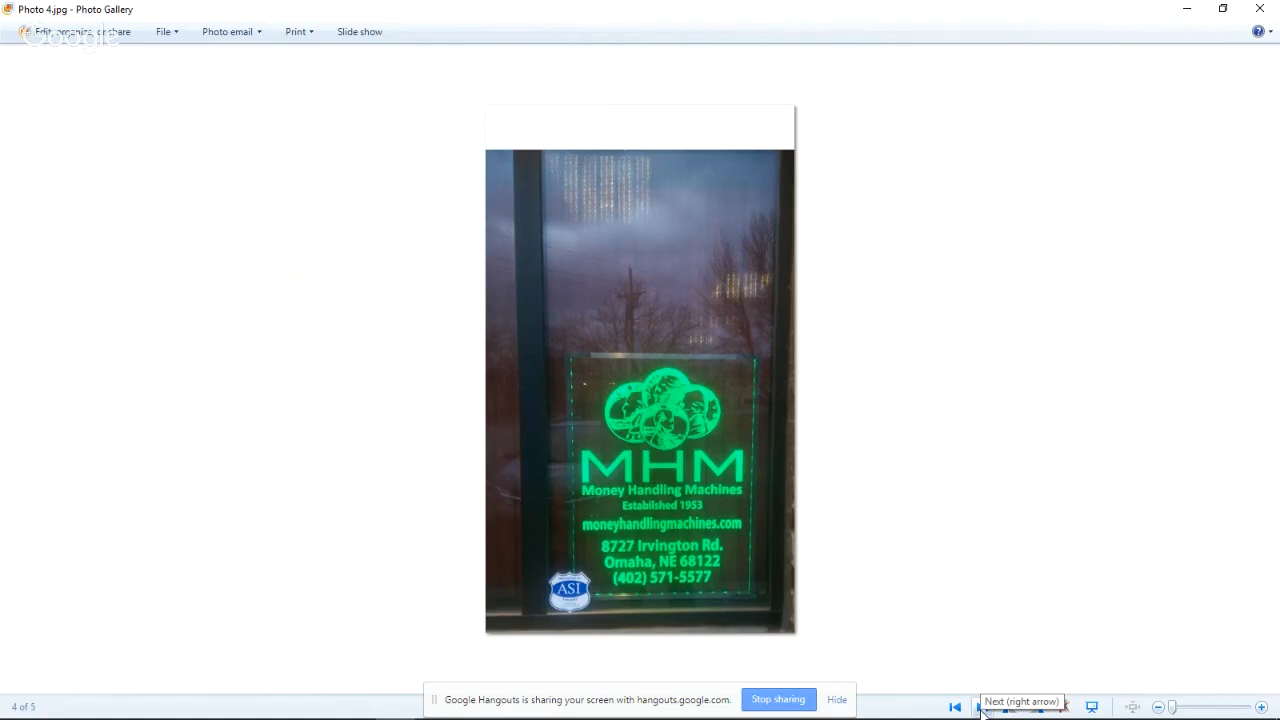 Photo 4.jpg - Photo Gallery
Google
File
Photo email
Print
Slide show
MHM
Money Handling Machines
Established 1953
moneyhandlingmachines.com
8727 Irvington Rd.
Omaha, NE 68122
(402) 571-5577
ASI
4 of 5
Google Hangouts is sharing your screen with hangouts.google.com.
Stop sharing
Hide
Next (right arrow)